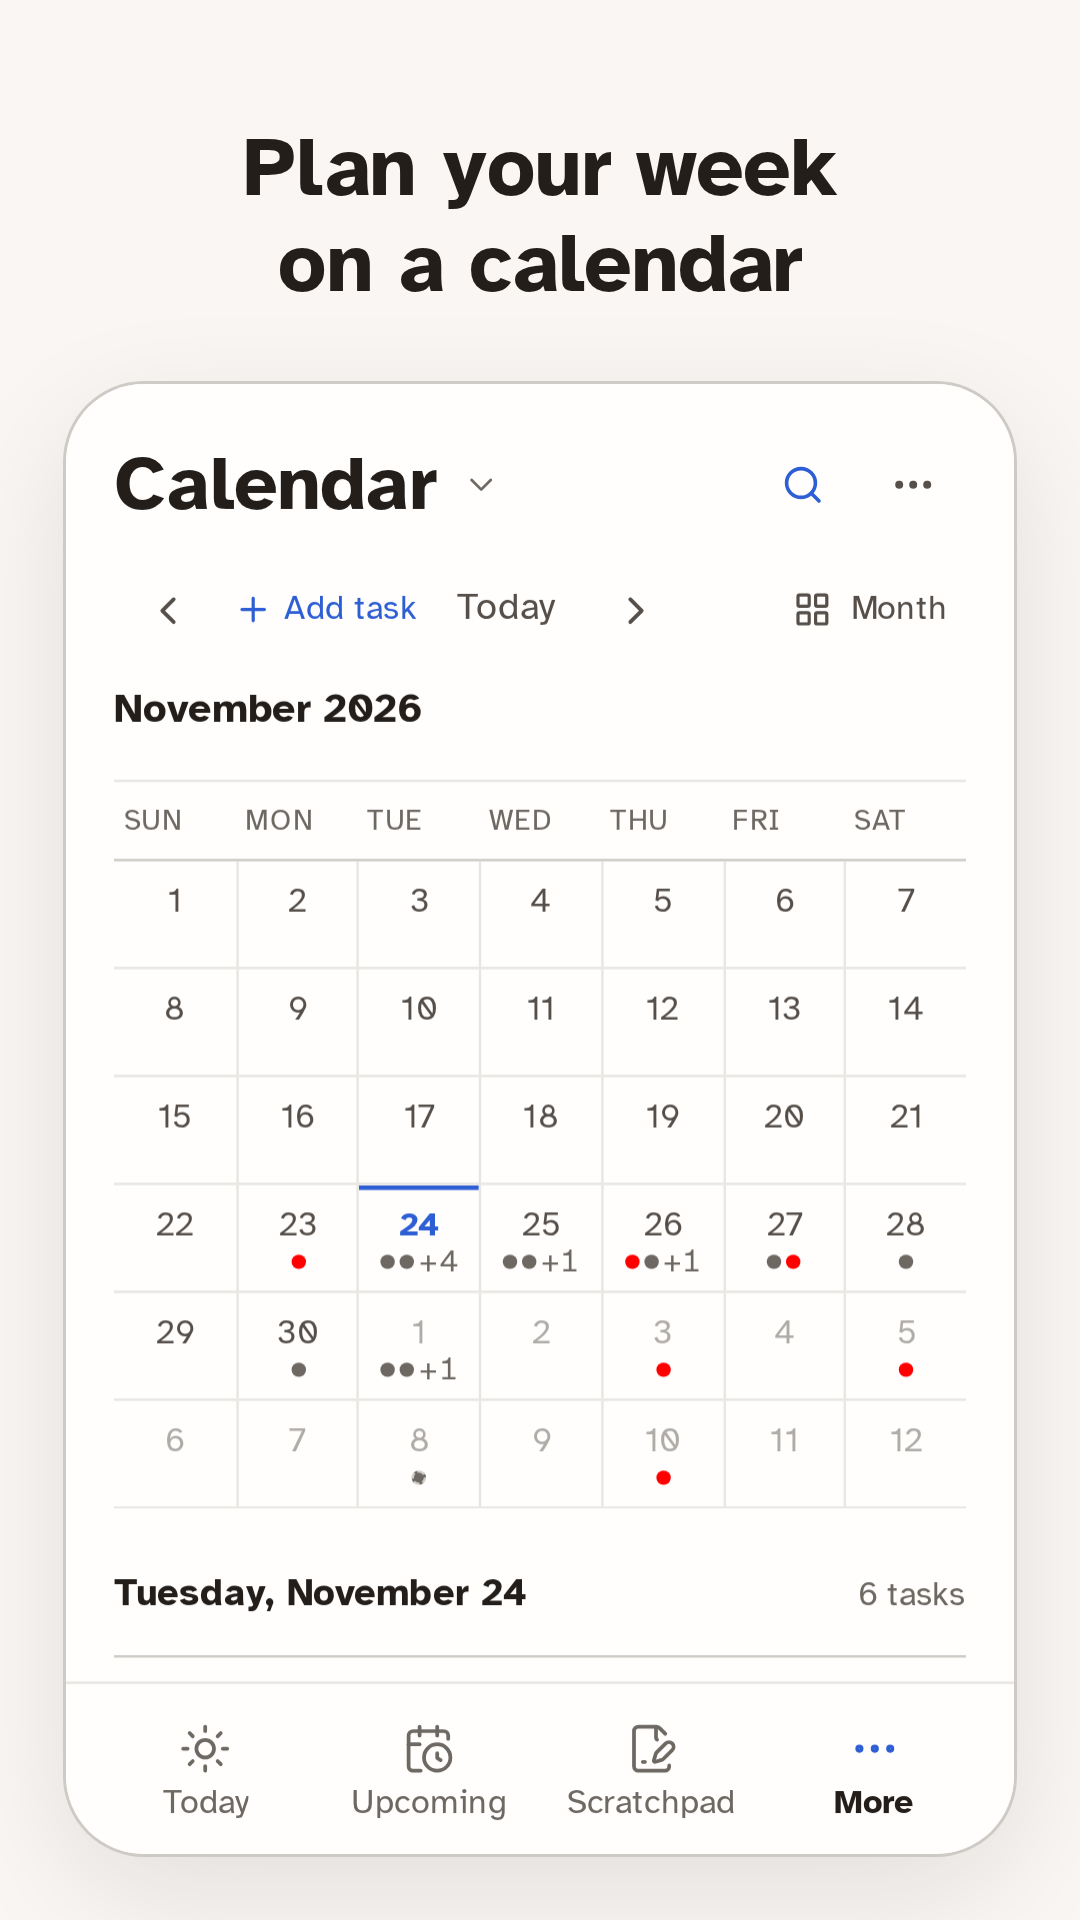 Plan your week
on a calendar
Calendar
Add task Today Month
November 2026
SUN MON TUE WED THU FRI SAT
1 2 3 4 5 6 7
8 9 10 11 12 13 14
15 16 17 18 19 20 21
22 23 24 25 26 27 28
+4 +1 +1
29 30 1 2 3 4 5
+1
6 7 8 9 10 11 12
Tuesday, November 24 6 tasks
Today Upcoming Scratchpad More